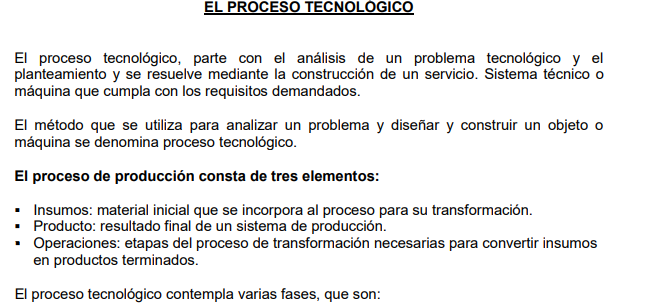 EL PROCESO TECNOLÓGICO
El proceso tecnológico, parte con el análisis de un problema tecnológico y el
planteamiento y se resuelve mediante la construcción de un servicio. Sistema técnico o
máquina que cumpla con los requisitos demandados.
El método que se utiliza para analizar un problema y diseñar y construir un objeto o
máquina se denomina proceso tecnológico.
El proceso de producción consta de tres elementos:
▪ Insumos: material inicial que se incorpora al proceso para su transformación.
▪ Producto: resultado final de un sistema de producción.
▪ Operaciones: etapas del proceso de transformación necesarias para convertir insumos
en productos terminados.
El proceso tecnológico contempla varias fases, que son: